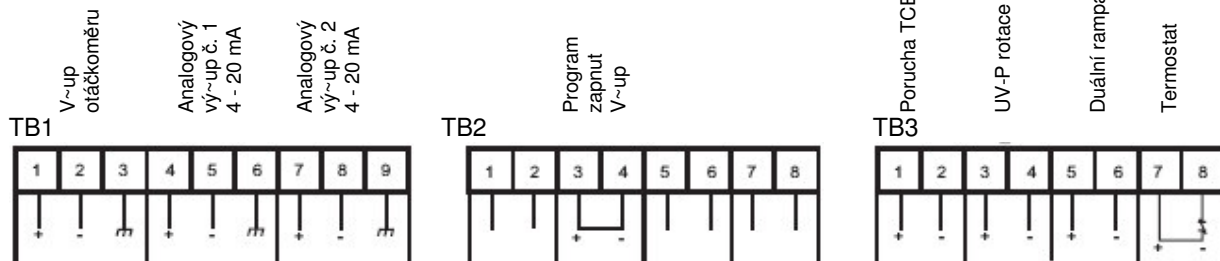 V~up
otáčkoměru
Analogový
vý~up č. 1
4 - 20 mA
Analogový
vý~up č. 2
4 - 20 mA
Program
zapnut
V~up
Porucha TCB
UV-P rotace
Duální rampa
Termostat
TB1
TB2
TB3
1 2 3 4 5 6 7 8 9
1 2 3 4 5 6 7 8
1 2 3 4 5 6 7 8
+ - + - + -
+ -
+ - + - + - + -